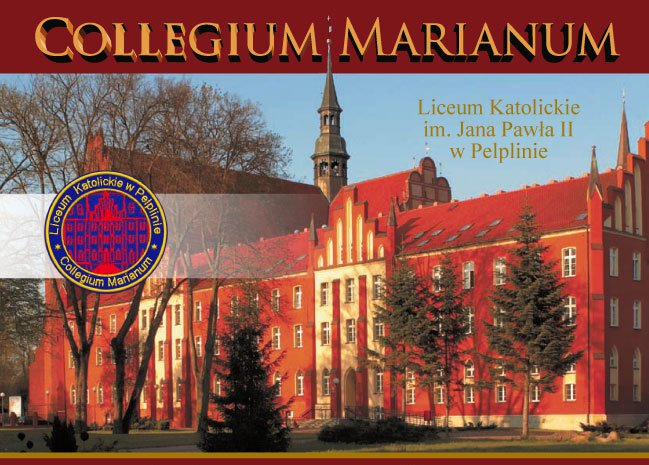 COLLEGIUM MARIANUM
Liceum Katolickie
im. Jana Pawła II
w Pelplinie
Liceum Katolickie w Pelplinie
Collegium Marianum